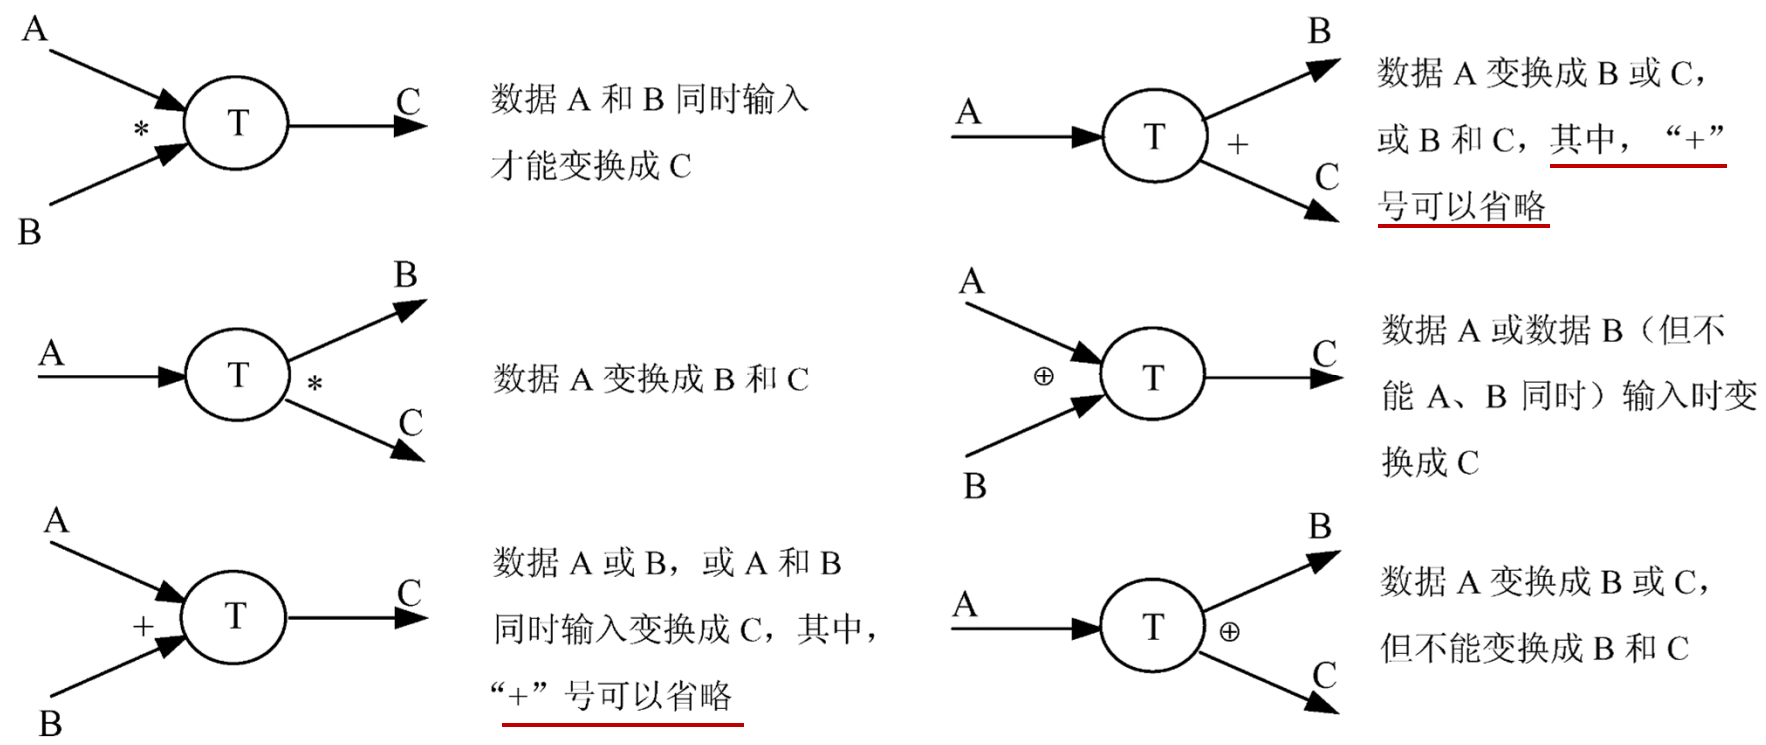 A
*
T
C
B
数据 A 和 B 同时输入
才能变换成 C
A
T
+
B
C
数据 A 变换成 B 或 C，
或 B 和 C，其中，“+”
号可以省略
A
T
*
B
C
数据 A 变换成 B 和 C
A
⊕
T
C
B
数据 A 或数据 B（但不
能 A、B 同时）输入时变
换成 C
A
+
T
C
B
数据 A 或 B，或 A 和 B
同时输入变换成 C，其中，
“+”号可以省略
A
T
⊕
B
C
数据 A 变换成 B 或 C，
但不能变换成 B 和 C